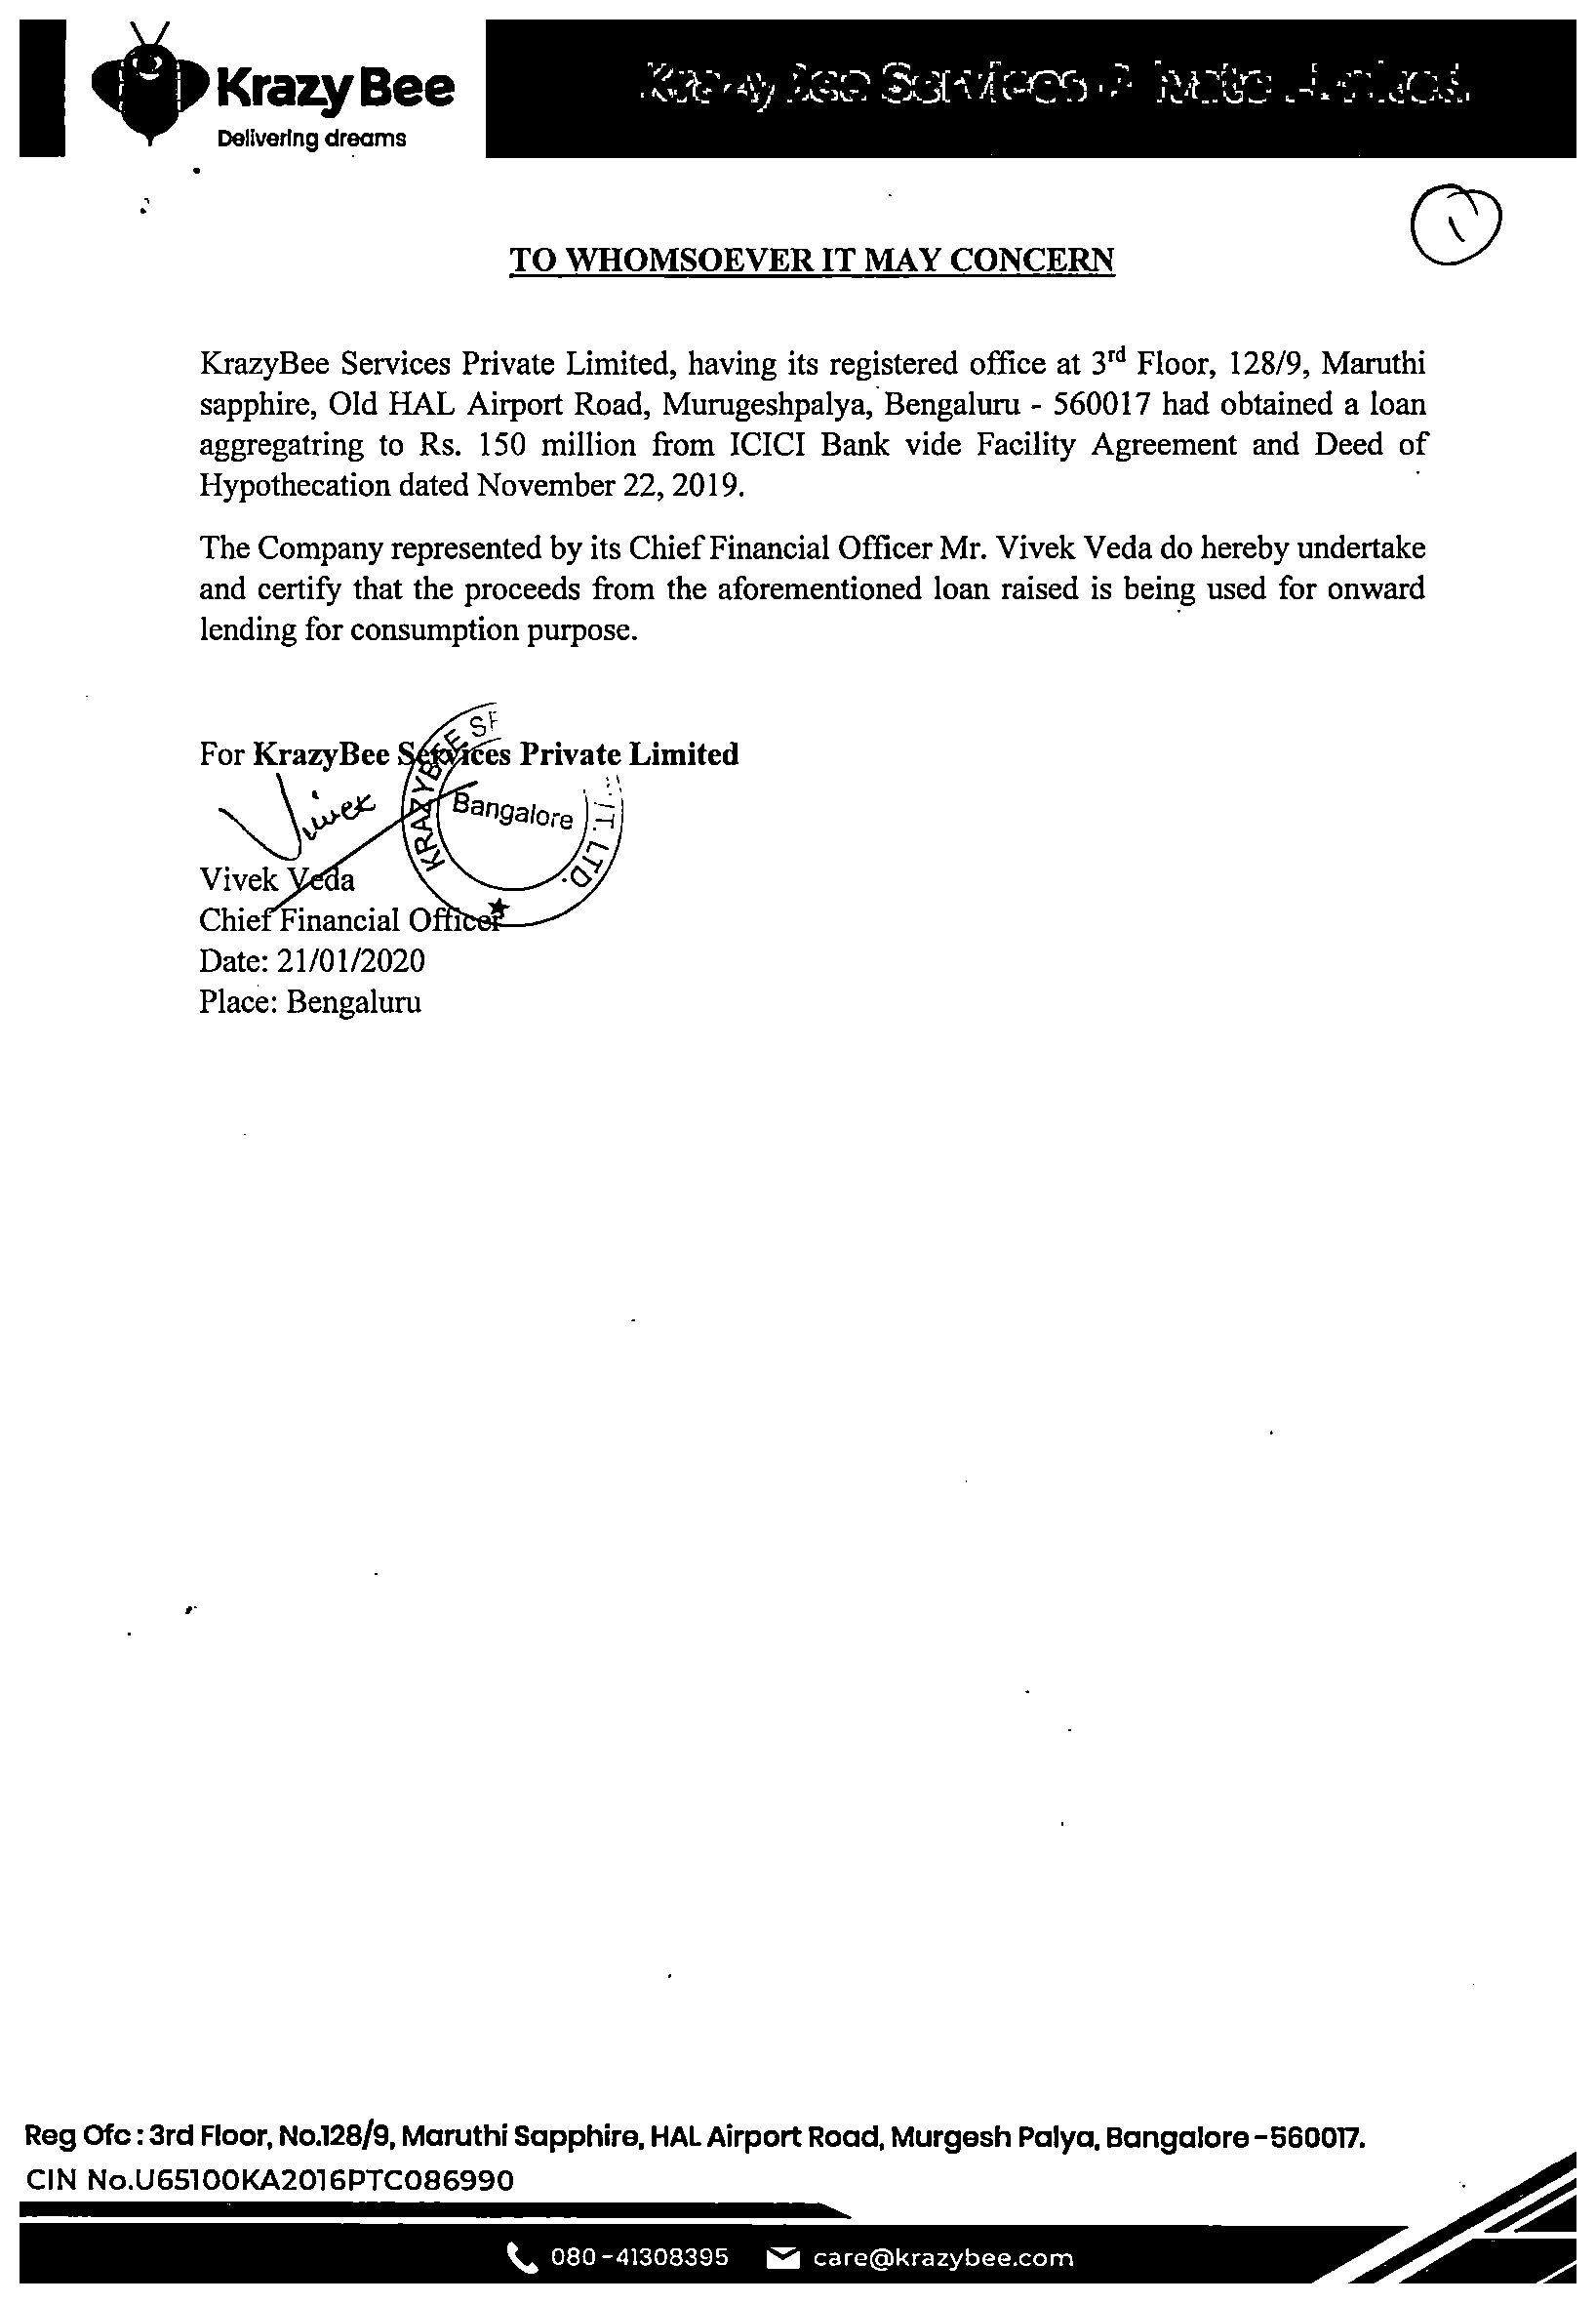 KrazyBee
Delivering dreams
KrazyBee Services Private Limited
TO WHOMSOEVER IT MAY CONCERN
KrazyBee Services Private Limited, having its registered office at 3rd Floor, 128/9, Maruthi
sapphire, Old HAL Airport Road, Murugeshpalya, Bengaluru - 560017 had obtained a loan
aggregatring to Rs. 150 million from ICICI Bank vide Facility Agreement and Deed of
Hypothecation dated November 22, 2019.
The Company represented by its Chief Financial Officer Mr. Vivek Veda do hereby undertake
and certify that the proceeds from the aforementioned loan raised is being used for onward
lending for consumption purpose.
For KrazyBee Services Private Limited
Vivek
KRAZYBEE LTD.
Bangalore
Vivek Veda
Chief Financial Officer
Date: 21/01/2020
Place: Bengaluru
Reg Ofc : 3rd Floor, No.128/9, Maruthi Sapphire, HAL Airport Road, Murgesh Palya, Bangalore -560017.
CIN No.U65100KA2016PTC086990
080-41308395 care@krazybee.com